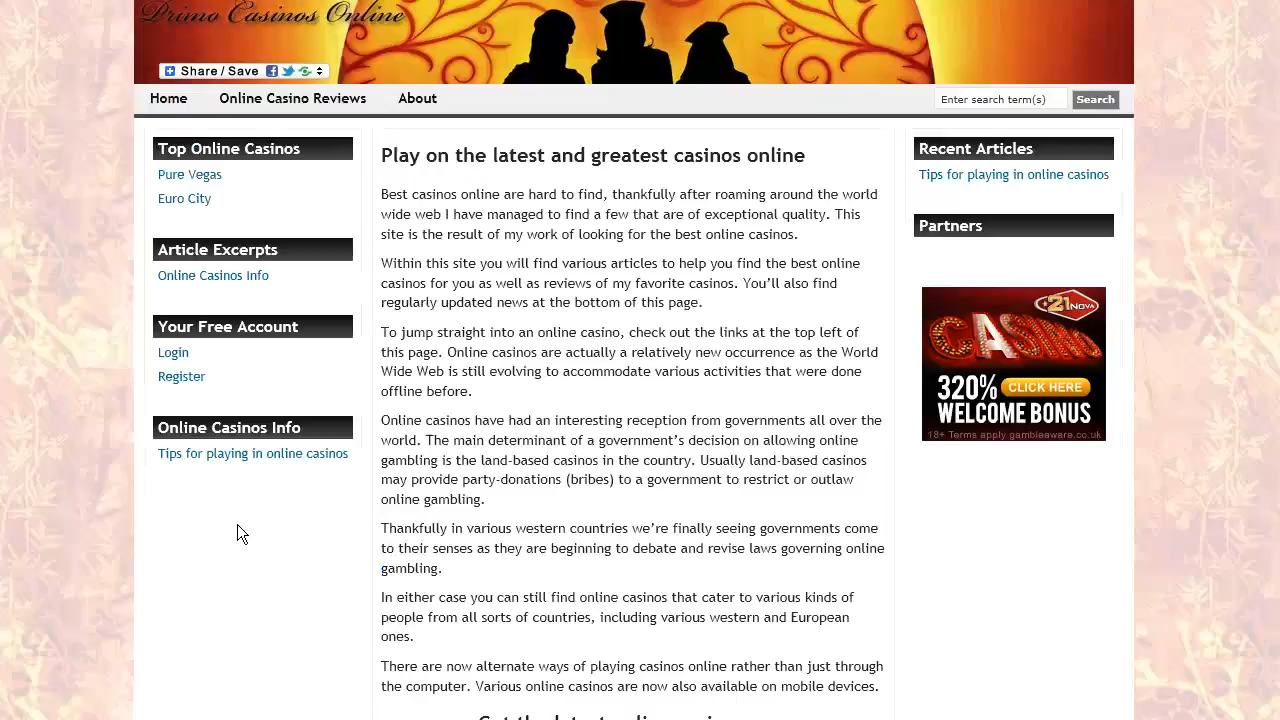 Primo Casinos Online
Share / Save
Home Online Casino Reviews About
Enter search term(s) Search
Top Online Casinos
Pure Vegas
Euro City
Article Excerpts
Online Casinos Info
Your Free Account
Login
Register
Online Casinos Info
Tips for playing in online casinos
Play on the latest and greatest casinos online
Best casinos online are hard to find, thankfully after roaming around the world
wide web I have managed to find a few that are of exceptional quality. This
site is the result of my work of looking for the best online casinos.
Within this site you will find various articles to help you find the best online
casinos for you as well as reviews of my favorite casinos. You’ll also find
regularly updated news at the bottom of this page.
To jump straight into an online casino, check out the links at the top left of
this page. Online casinos are actually a relatively new occurrence as the World
Wide Web is still evolving to accommodate various activities that were done
offline before.
Online casinos have had an interesting reception from governments all over the
world. The main determinant of a government’s decision on allowing online
gambling is the land-based casinos in the country. Usually land-based casinos
may provide party-donations (bribes) to a government to restrict or outlaw
online gambling.
Thankfully in various western countries we’re finally seeing governments come
to their senses as they are beginning to debate and revise laws governing online
gambling.
In either case you can still find online casinos that cater to various kinds of
people from all sorts of countries, including various western and European
ones.
There are now alternate ways of playing casinos online rather than just through
the computer. Various online casinos are now also available on mobile devices.
Recent Articles
Tips for playing in online casinos
Partners
21NOVA
CASINO
320% CLICK HERE
WELCOME BONUS
18+ Terms apply gambleaware.co.uk